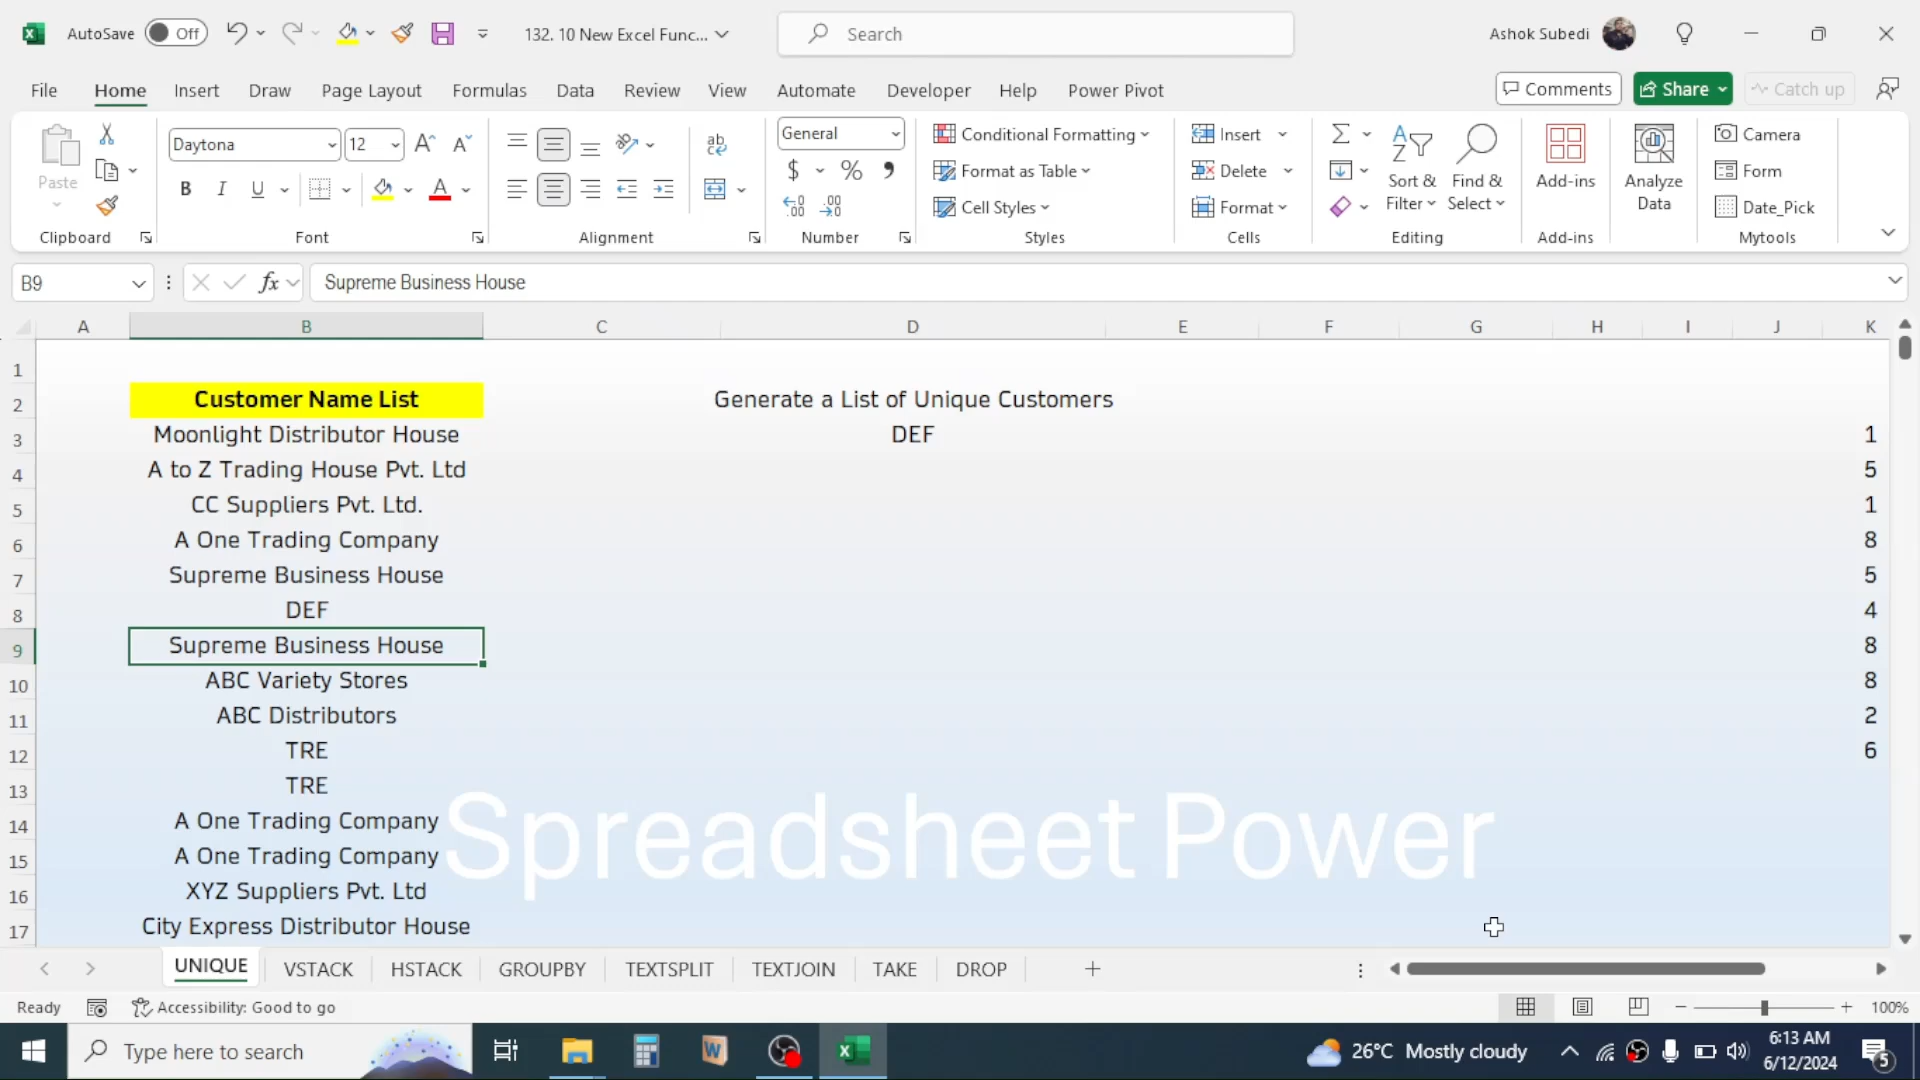 AutoSave Off 132. 10 New Excel Func... Search Ashok Subedi
File Home Insert Draw Page Layout Formulas Data Review View Automate Developer Help Power Pivot Comments Share Catch up
Daytona 12 General Conditional Formatting Insert Camera
Paste B I U A $ % Format as Table Delete Sort & Filter Find & Select Add-ins Analyze Data Form
Cell Styles Format Date_Pick
Clipboard Font Alignment Number Styles Cells Editing Add-ins Mytools
B9 fx Supreme Business House
A B C D E F G H I J K
1
2 Customer Name List Generate a List of Unique Customers
3 Moonlight Distributor House DEF 1
4 A to Z Trading House Pvt. Ltd 5
5 CC Suppliers Pvt. Ltd. 1
6 A One Trading Company 8
7 Supreme Business House 5
8 DEF 4
9 Supreme Business House 8
10 ABC Variety Stores 8
11 ABC Distributors 2
12 TRE 6
13 TRE
14 A One Trading Company
Spreadsheet Power
15 A One Trading Company
16 XYZ Suppliers Pvt. Ltd
17 City Express Distributor House
UNIQUE VSTACK HSTACK GROUPBY TEXTSPLIT TEXTJOIN TAKE DROP
Ready Accessibility: Good to go 100%
Type here to search 26°C Mostly cloudy 6:13 AM
6/12/2024 5